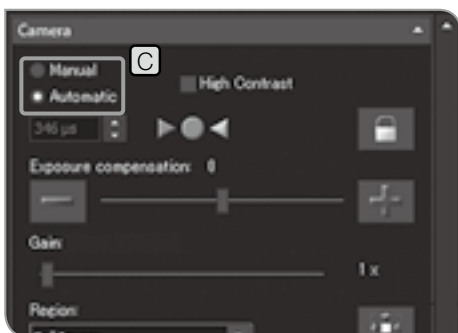 Camera
Manual
C
Automatic
High Contrast
346 µs
Exposure compensation: 0
Gain:
1 x
Region: